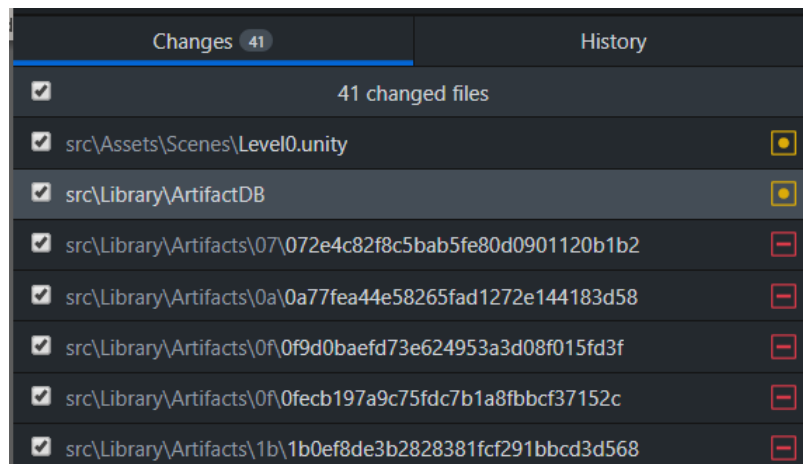 Changes 41
History
41 changed files
src\Assets\Scenes\Level0.unity
src\Library\ArtifactDB
src\Library\Artifacts\07\072e4c82f8c5bab5fe80d0901120b1b2
src\Library\Artifacts\0a\0a77fea44e58265fad1272e144183d58
src\Library\Artifacts\0f\0f9d0baefd73e624953a3d08f015fd3f
src\Library\Artifacts\0f\0fecb197a9c75fdc7b1a8fbbcf37152c
src\Library\Artifacts\1b\1b0ef8de3b2828381fcf291bbcd3d568